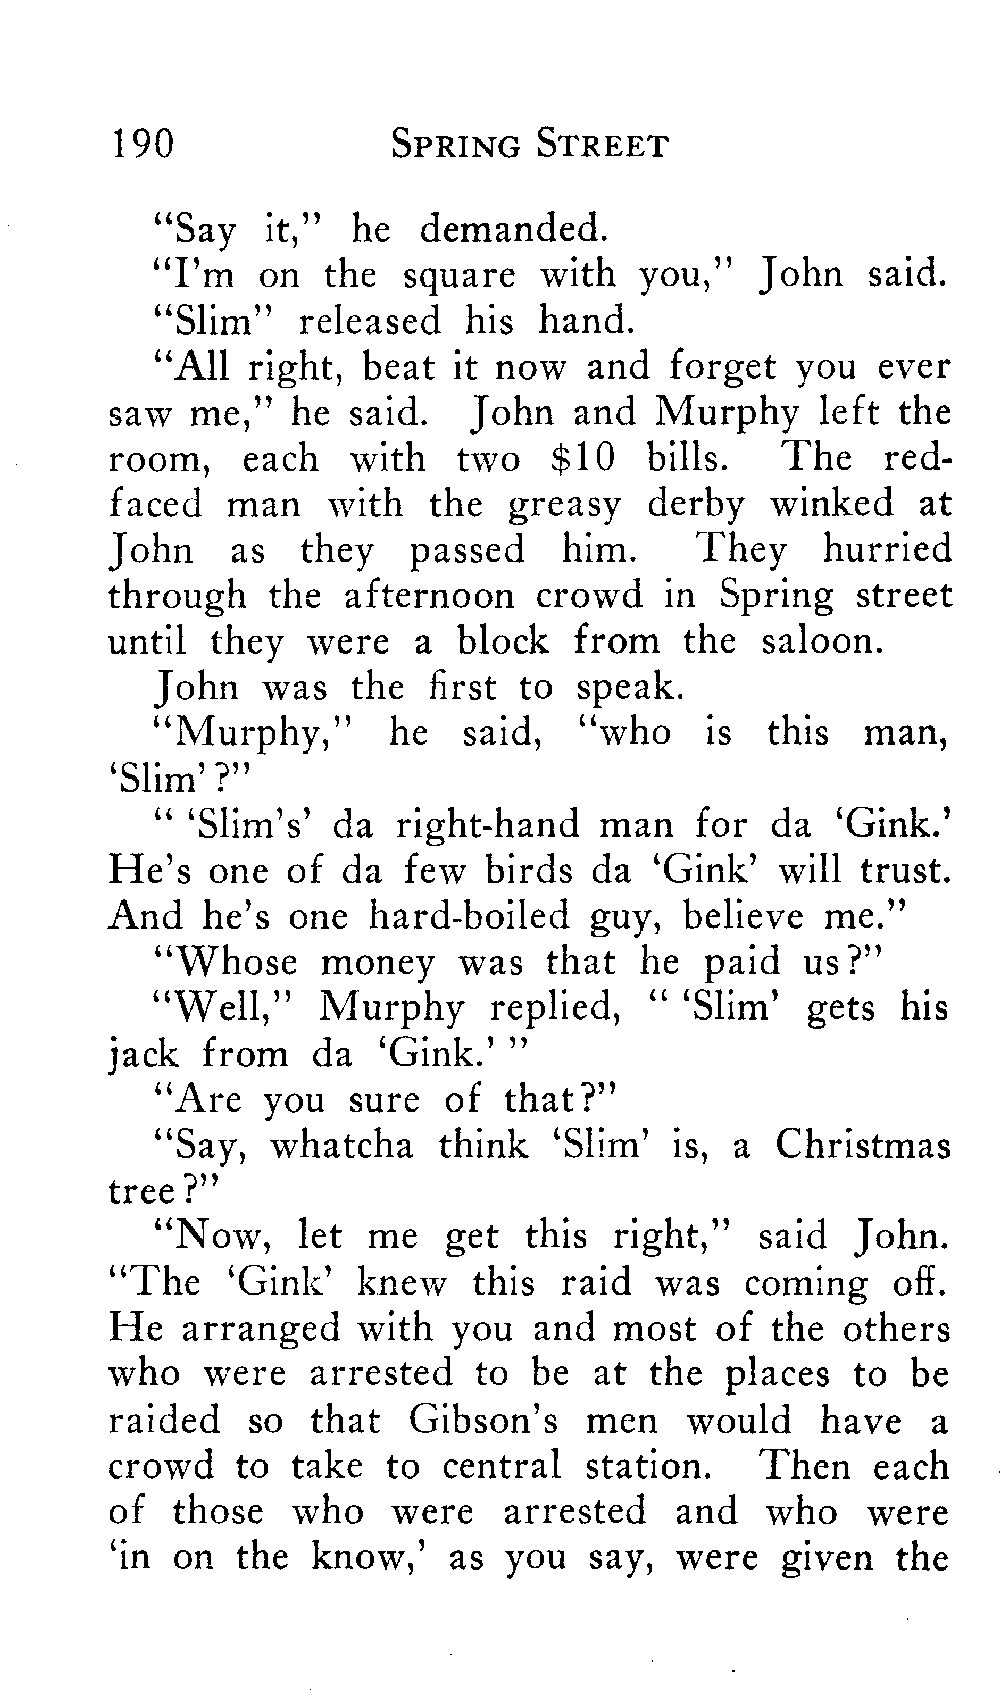 190 SPRING STREET
“Say it,” he demanded.
“I’m on the square with you,” John said.
“Slim” released his hand.
“All right, beat it now and forget you ever
saw me,” he said. John and Murphy left the
room, each with two $10 bills. The red-
faced man with the greasy derby winked at
John as they passed him. They hurried
through the afternoon crowd in Spring street
until they were a block from the saloon.
John was the first to speak.
“Murphy,” he said, “who is this man,
‘Slim’?”
“ ‘Slim’s’ da right-hand man for da ‘Gink.’
He’s one of da few birds da ‘Gink’ will trust.
And he’s one hard-boiled guy, believe me.”
“Whose money was that he paid us?”
“Well,” Murphy replied, “ ‘Slim’ gets his
jack from da ‘Gink.’ ”
“Are you sure of that?”
“Say, whatcha think ‘Slim’ is, a Christmas
tree?”
“Now, let me get this right,” said John.
“The ‘Gink’ knew this raid was coming off.
He arranged with you and most of the others
who were arrested to be at the places to be
raided so that Gibson’s men would have a
crowd to take to central station. Then each
of those who were arrested and who were
‘in on the know,’ as you say, were given the